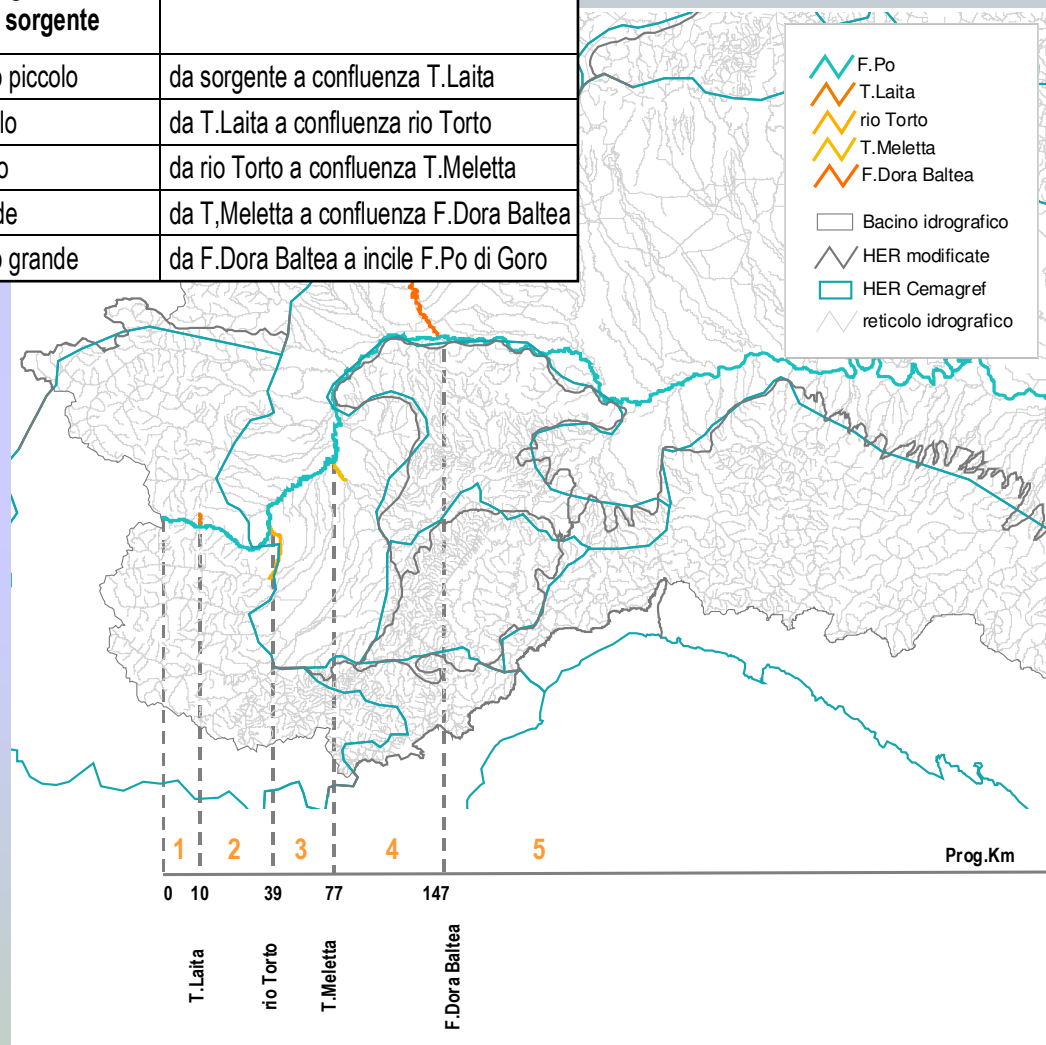 sorgente
piccolo
da sorgente a confluenza T.Laita
da T.Laita a confluenza rio Torto
da rio Torto a confluenza T.Meletta
da T,Meletta a confluenza F.Dora Baltea
grande
da F.Dora Baltea a incile F.Po di Goro
F.Po
T.Laita
rio Torto
T.Meletta
F.Dora Baltea
Bacino idrografico
HER modificate
HER Cemagref
reticolo idrografico
1 2 3 4 5
Prog.Km
0 10 39 77 147
T.Laita
rio Torto
T.Meletta
F.Dora Baltea